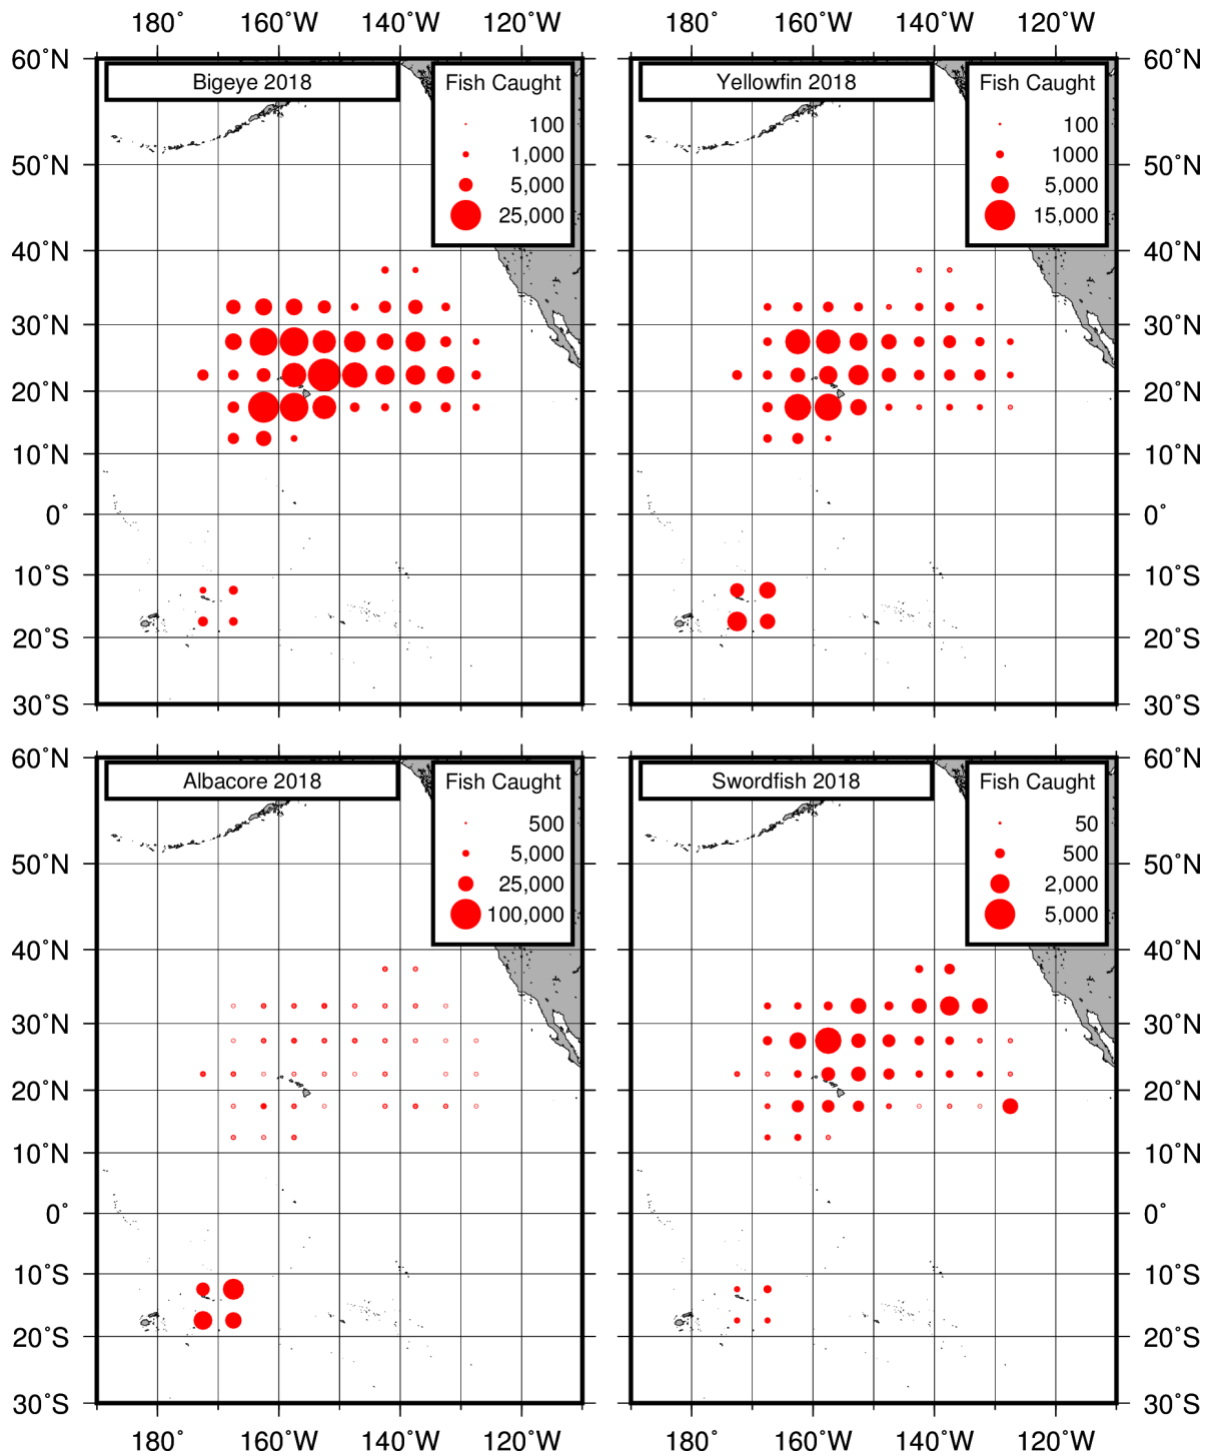 180˚ 160˚W 140˚W 120˚W 180˚ 160˚W 140˚W 120˚W
60˚N
50˚N
40˚N
30˚N
20˚N
10˚N
0˚
10˚S
20˚S
30˚S
Bigeye 2018
Fish Caught
100
1,000
5,000
25,000
Yellowfin 2018
Fish Caught
100
1000
5,000
15,000
60˚N
50˚N
40˚N
30˚N
20˚N
10˚N
0˚
10˚S
20˚S
30˚S
60˚N
50˚N
40˚N
30˚N
20˚N
10˚N
0˚
10˚S
20˚S
30˚S
Albacore 2018
Fish Caught
500
5,000
25,000
100,000
Swordfish 2018
Fish Caught
50
500
2,000
5,000
60˚N
50˚N
40˚N
30˚N
20˚N
10˚N
0˚
10˚S
20˚S
30˚S
180˚ 160˚W 140˚W 120˚W 180˚ 160˚W 140˚W 120˚W